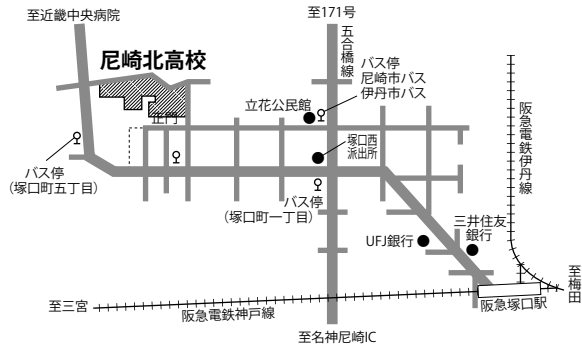 至近畿中央病院
至171号
五合橋線
尼崎北高校
バス停
尼崎市バス
伊丹市バス
立花公民館
正門
塚口西
派出所
阪急電鉄伊丹線
バス停
(塚口町五丁目)
バス停
(塚口町一丁目)
三井住友
銀行
UFJ銀行
至梅田
至三宮
阪急電鉄神戸線
阪急塚口駅
至名神尼崎IC